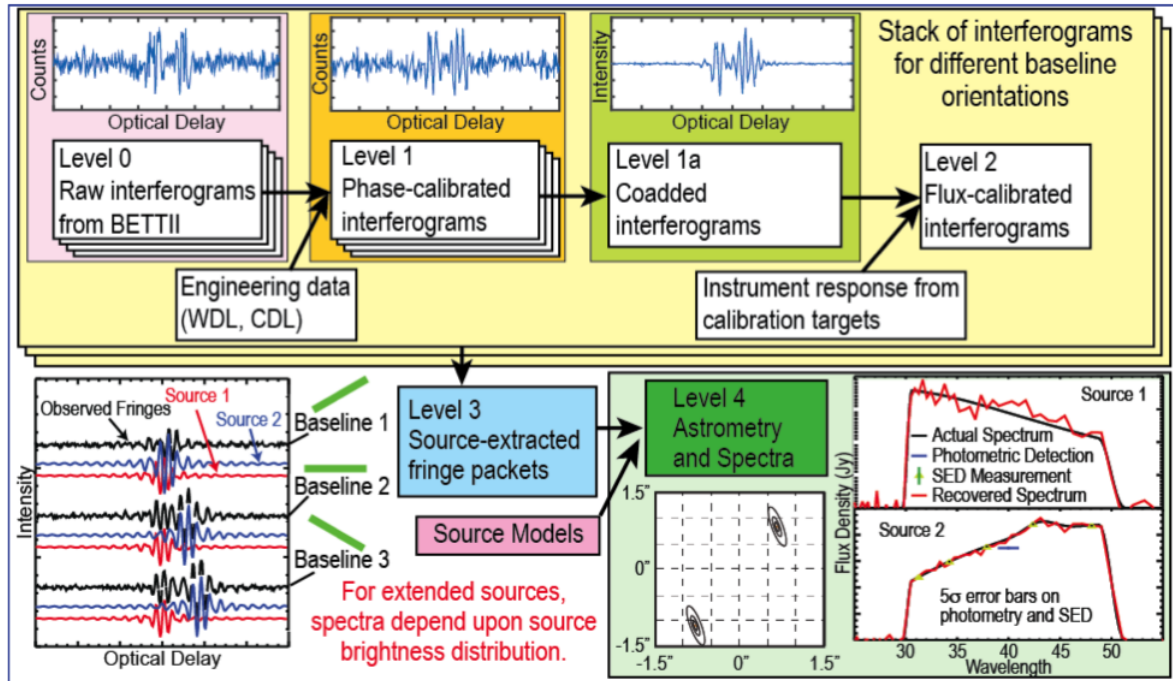 Counts
Optical Delay
Level 0
Raw interferograms
from BETTII
Counts
Optical Delay
Level 1
Phase-calibrated
interferograms
Intensity
Optical Delay
Level 1a
Coadded
interferograms
Stack of interferograms
for different baseline
orientations
Level 2
Flux-calibrated
interferograms
Engineering data
(WDL, CDL)
Instrument response from
calibration targets
Observed Fringes
Source 1
Source 2
Baseline 1
Baseline 2
Baseline 3
Intensity
Optical Delay
Level 3
Source-extracted
fringe packets
Source Models
For extended sources,
spectra depend upon source
brightness distribution.
Level 4
Astrometry
and Spectra
1.5"
0"
-1.5"
-1.5"
0"
1.5"
Flux Density (Jy)
Source 1
Actual Spectrum
Photometric Detection
SED Measurement
Recovered Spectrum
Source 2
5σ error bars on
photometry and SED
30
35
40
45
50
Wavelength